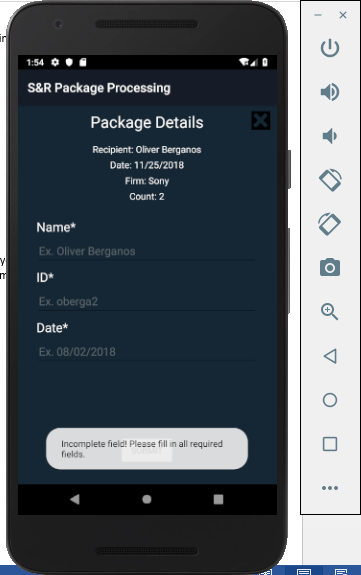 1:54
S&R Package Processing
Package Details
Recipient: Oliver Berganos
Date: 11/25/2018
Firm: Sony
Count: 2
Name*
Ex. Oliver Berganos
ID*
Ex. oberga2
Date*
Ex. 08/02/2018
Incomplete field! Please fill in all required
fields.
SUBMIT